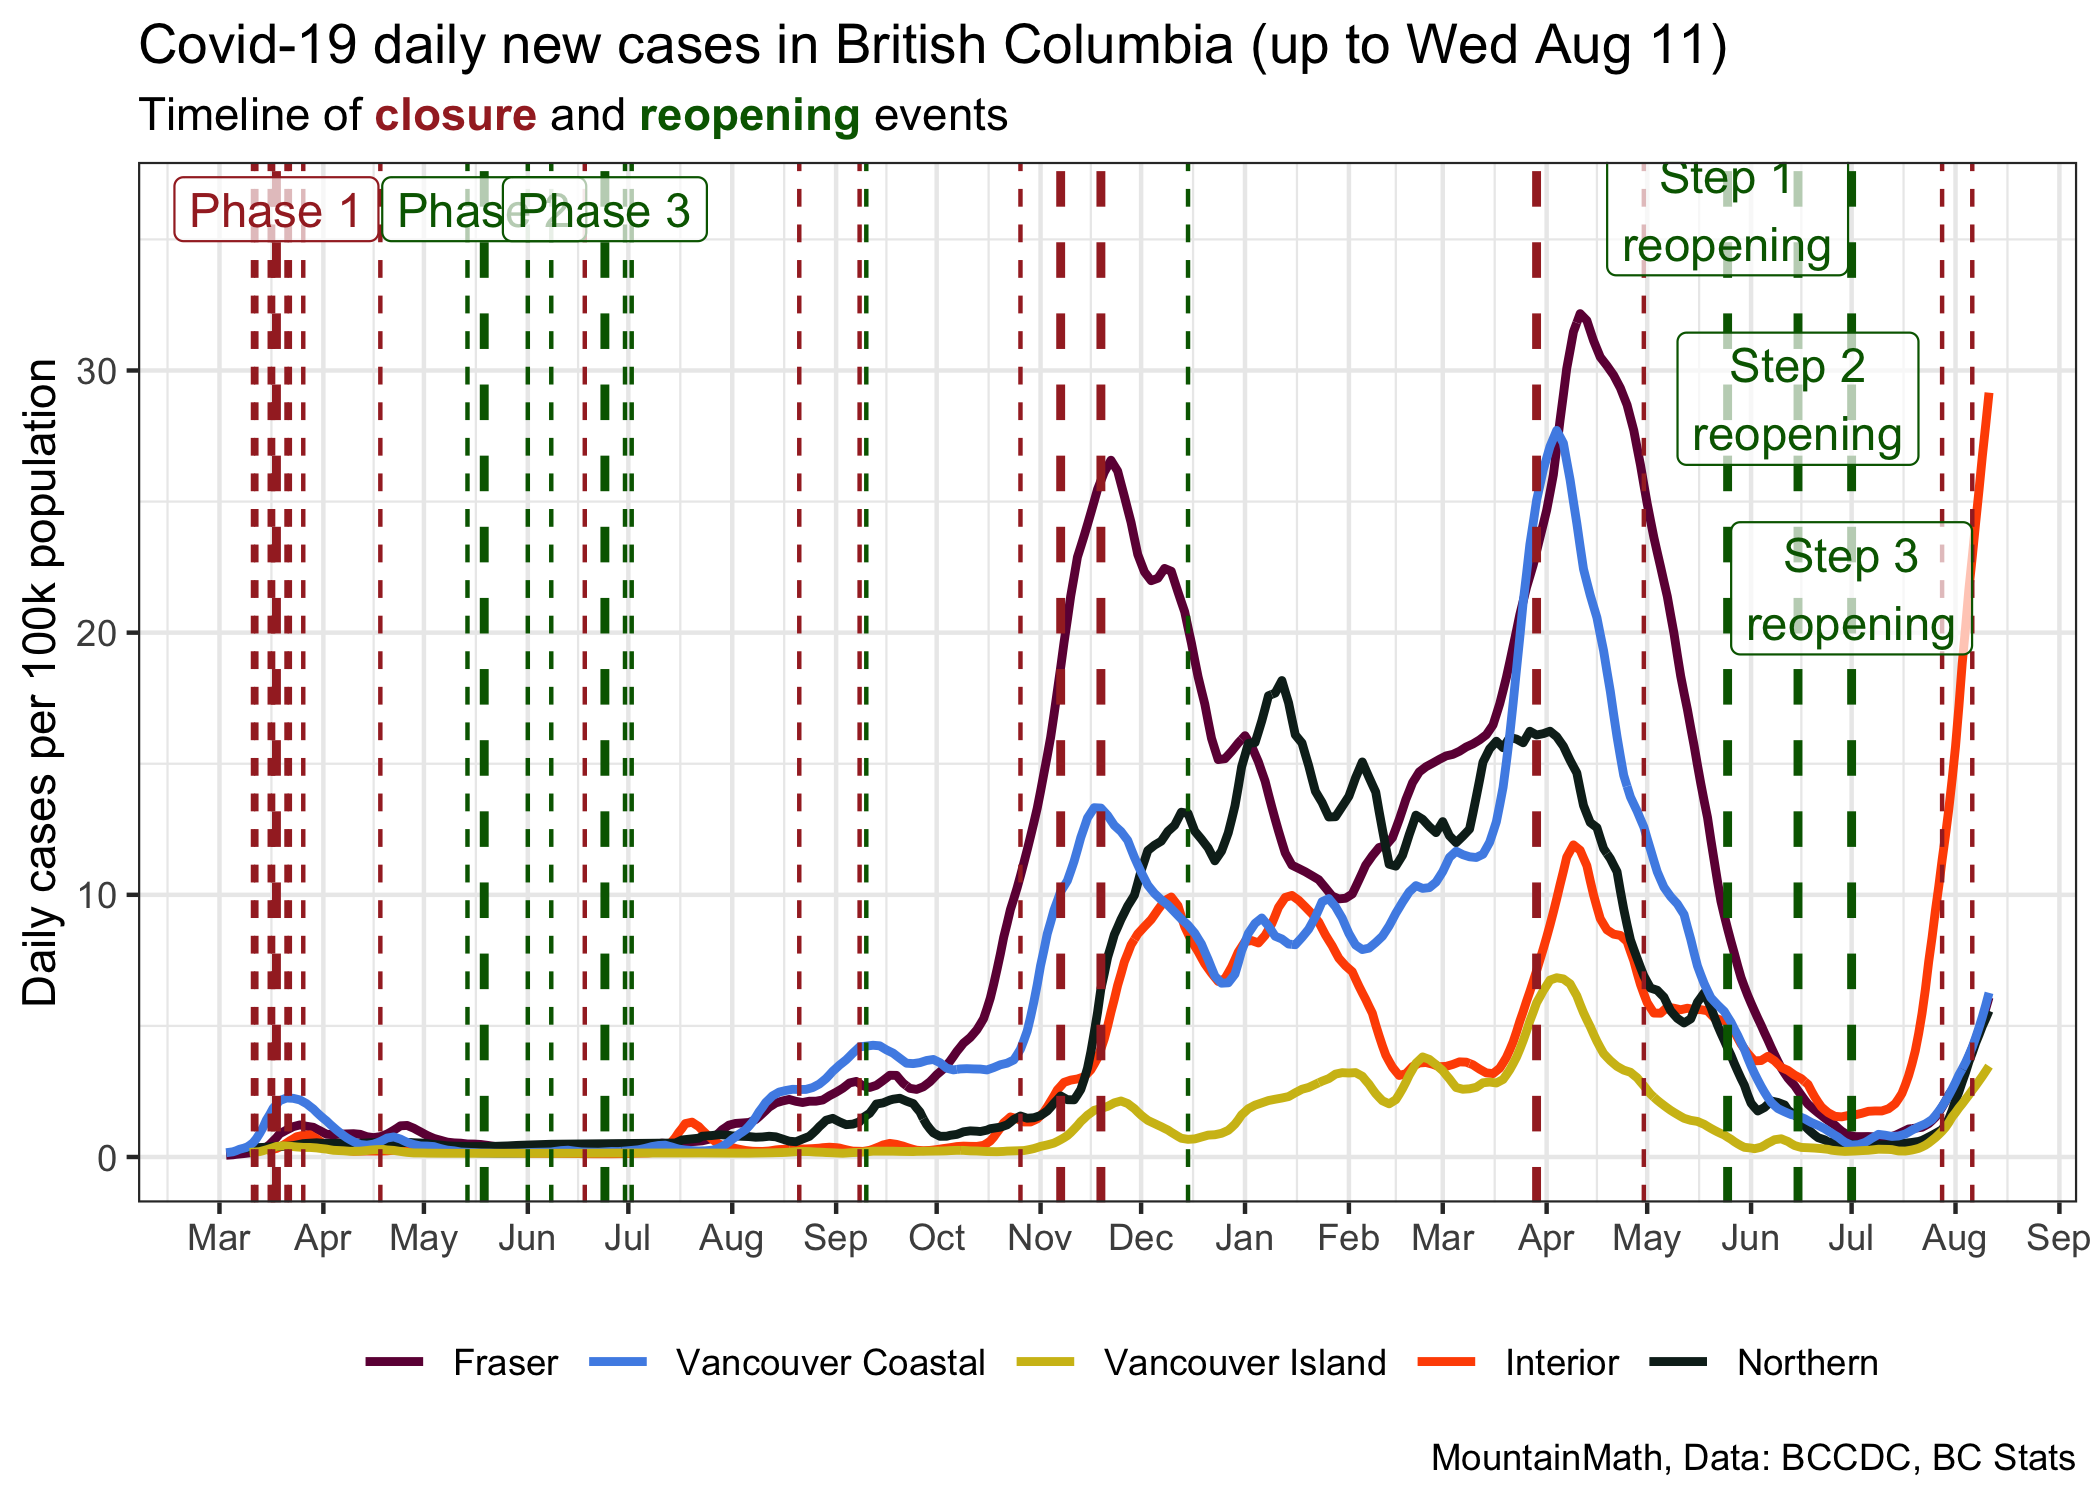 Covid-19 daily new cases in British Columbia (up to Wed Aug 11)
Timeline of closure and reopening events
Phase 1
Phase 2
Phase 3
Step 1
reopening
Step 2
reopening
Step 3
reopening
Daily cases per 100k population
30
20
10
0
Mar Apr May Jun Jul Aug Sep Oct Nov Dec Jan Feb Mar Apr May Jun Jul Aug Sep
Fraser Vancouver Coastal Vancouver Island Interior Northern
MountainMath, Data: BCCDC, BC Stats